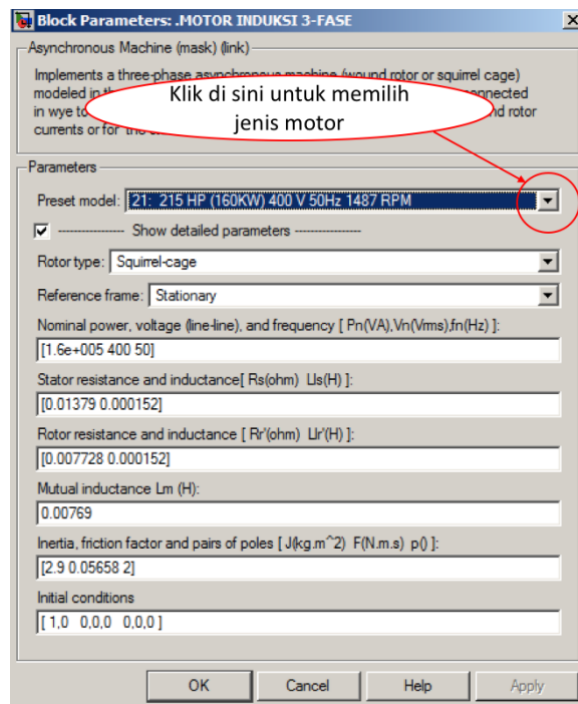 Block Parameters: .MOTOR INDUKSI 3-FASE
Asynchronous Machine (mask) (link)
Implements a three-phase asynchronous machine (wound rotor or squirrel cage)
modeled in connected
in wye to nd rotor
currents or for
Klik di sini untuk memilih
jenis motor
Parameters
Preset model: 21: 215 HP (160KW) 400 V 50Hz 1487 RPM
---------------- Show detailed parameters ----------------
Rotor type: Squirrel-cage
Reference frame: Stationary
Nominal power, voltage (line-line), and frequency [ Pn(VA),Vn(Vrms),fn(Hz) ]:
[1.6e+005 400 50]
Stator resistance and inductance[ Rs(ohm) Lls(H) ]:
[0.01379 0.000152]
Rotor resistance and inductance [ Rr'(ohm) Llr'(H) ]:
[0.007728 0.000152]
Mutual inductance Lm (H):
0.00769
Inertia, friction factor and pairs of poles [ J(kg.m^2) F(N.m.s) p() ]:
[2.9 0.05658 2]
Initial conditions
[ 1,0 0,0,0 0,0,0 ]
OK Cancel Help Apply